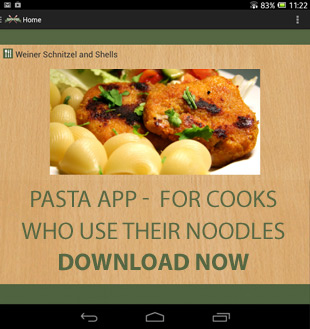 83% 11:22
Home
Weiner Schnitzel and Shells
PASTA APP - FOR COOKS
WHO USE THEIR NOODLES
DOWNLOAD NOW